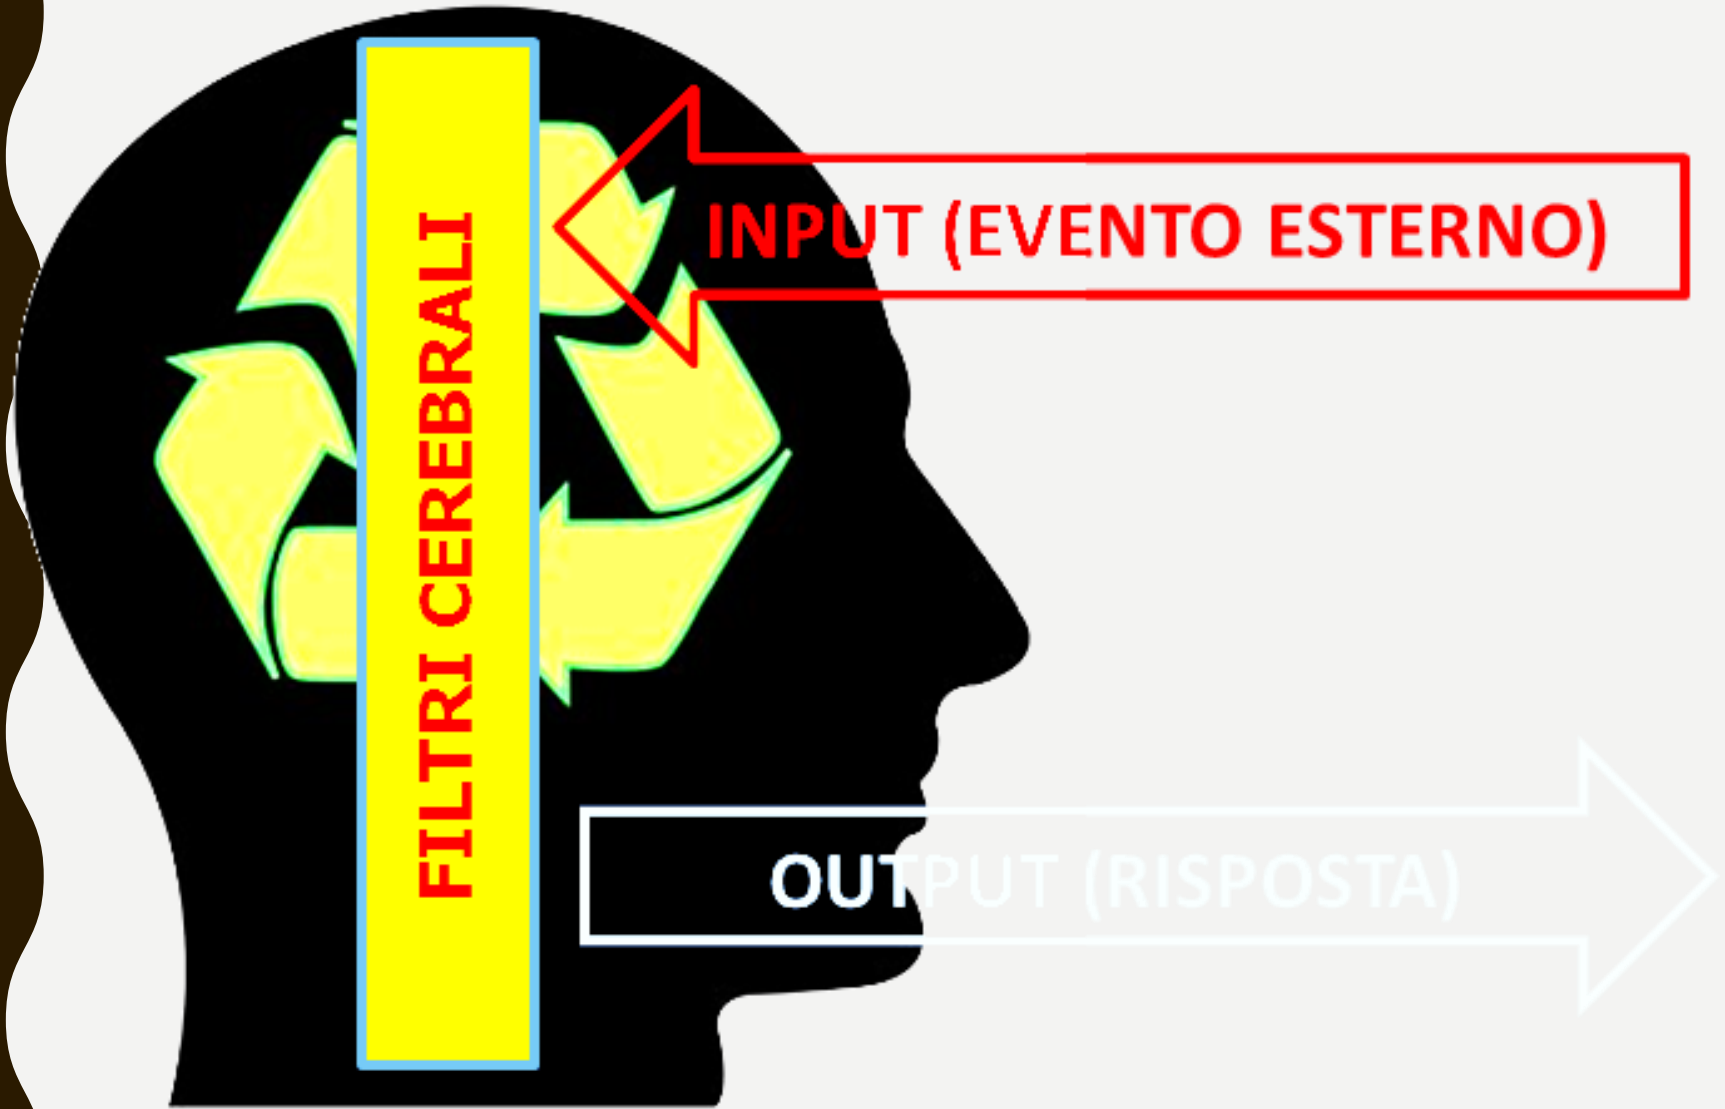 FILTRI CEREBRALI
INPUT (EVENTO ESTERNO)
OUTPUT (RISPOSTA)